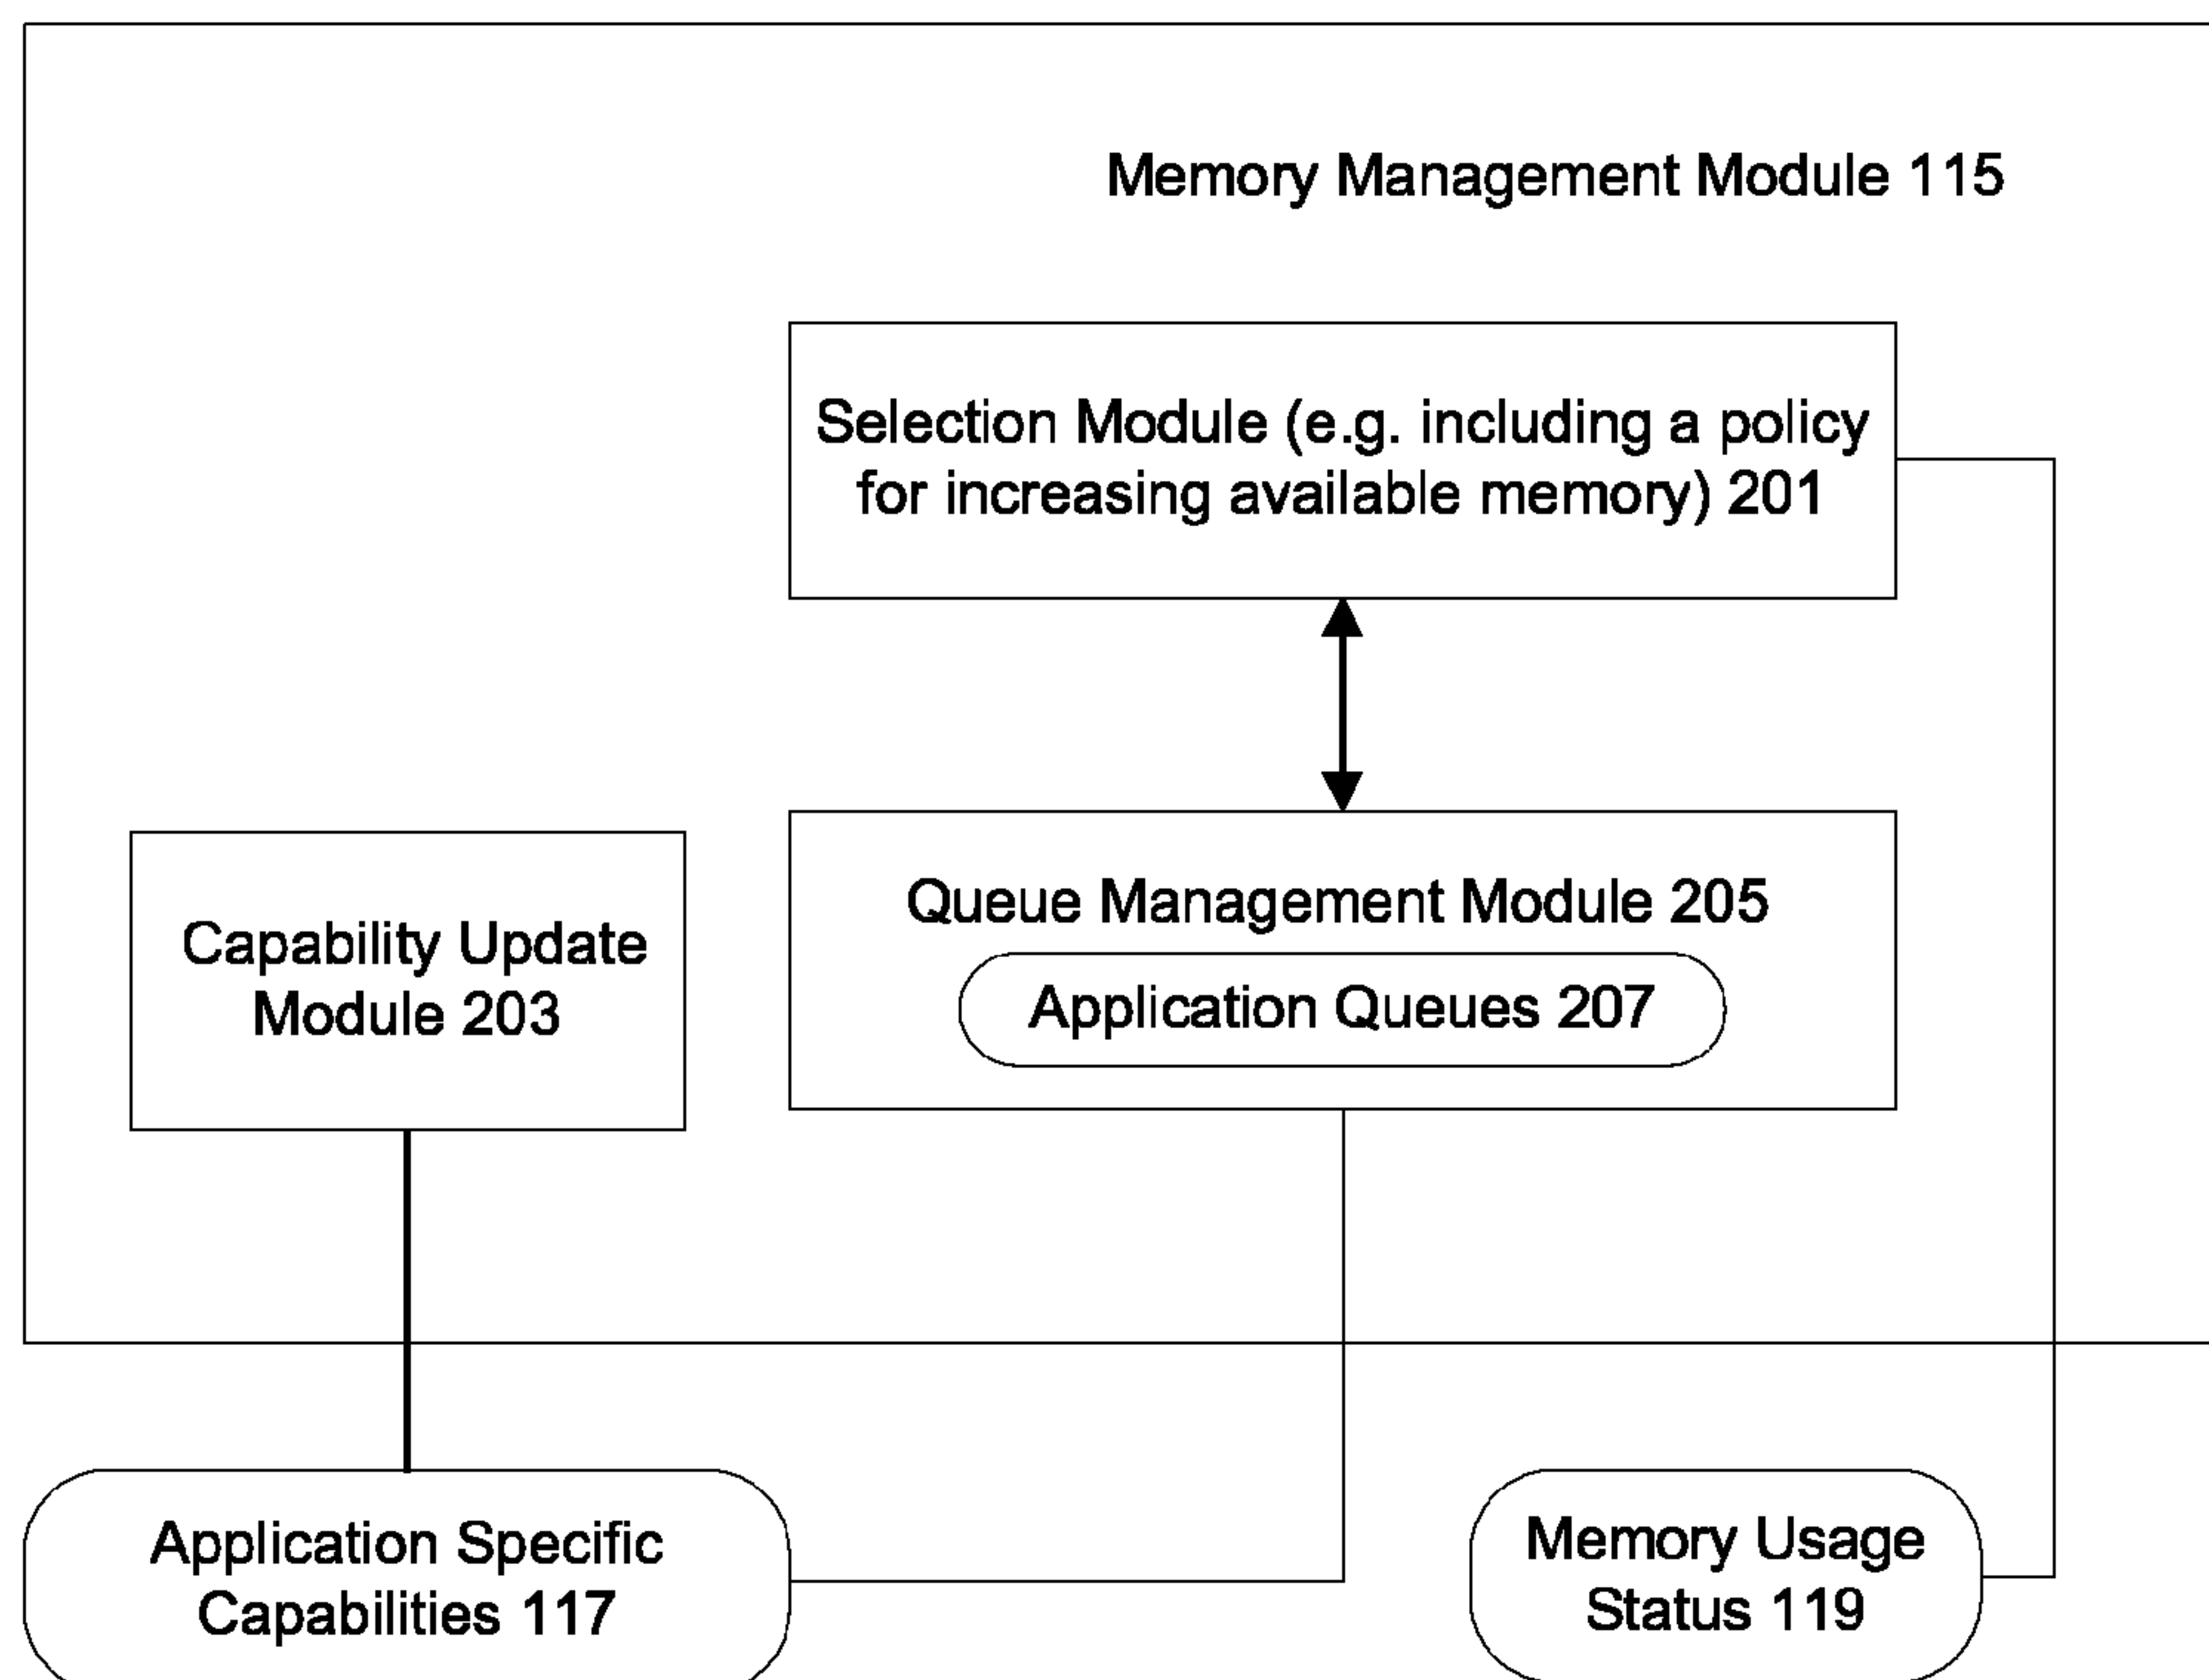 Memory Management Module 115
Selection Module (e.g. including a policy
for increasing available memory) 201
Queue Management Module 205
Application Queues 207
Capability Update
Module 203
Application Specific
Capabilities 117
Memory Usage
Status 119